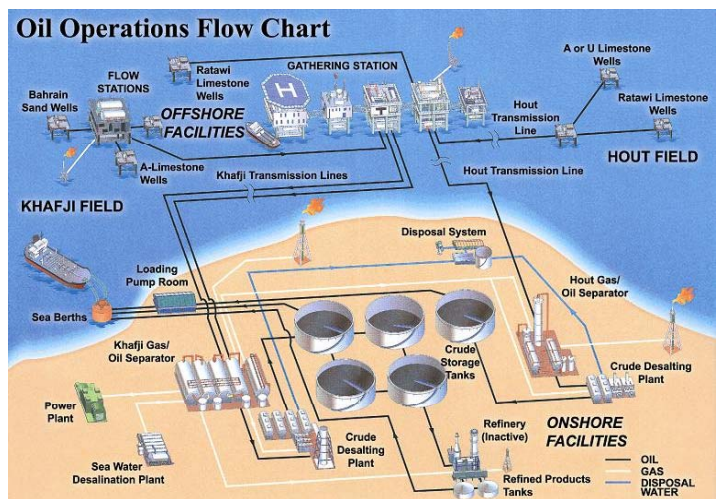 Oil Operations Flow Chart
A or U Limestone
Wells
FLOW
STATIONS
Ratawi
Limestone
Wells
GATHERING STATION
Bahrain
Sand Wells
OFFSHORE
FACILITIES
H
Hout
Transmission
Line
Ratawi Limestone
Wells
A-Limestone
Wells
Khafji Transmission Lines
Hout Transmission Line
HOUT FIELD
KHAFJI FIELD
Disposal System
Loading
Pump Room
Hout Gas/
Oil Separator
Sea Berths
Khafji Gas/
Oil Separator
Crude
Storage
Tanks
Crude Desalting
Plant
Power
Plant
Refinery
(Inactive)
ONSHORE
FACILITIES
Crude
Desalting
Plant
Sea Water
Desalination Plant
Refined Products
Tanks
OIL
GAS
DISPOSAL
WATER